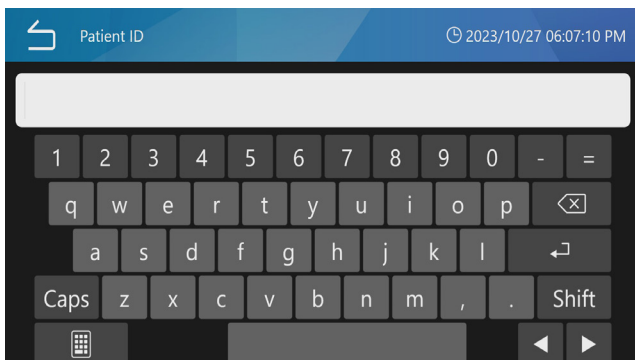 Patient ID 2023/10/27 06:07:10 PM
1 2 3 4 5 6 7 8 9 0 - =
q w e r t y u i o p
a s d f g h j k l
Caps z x c v b n m , . Shift